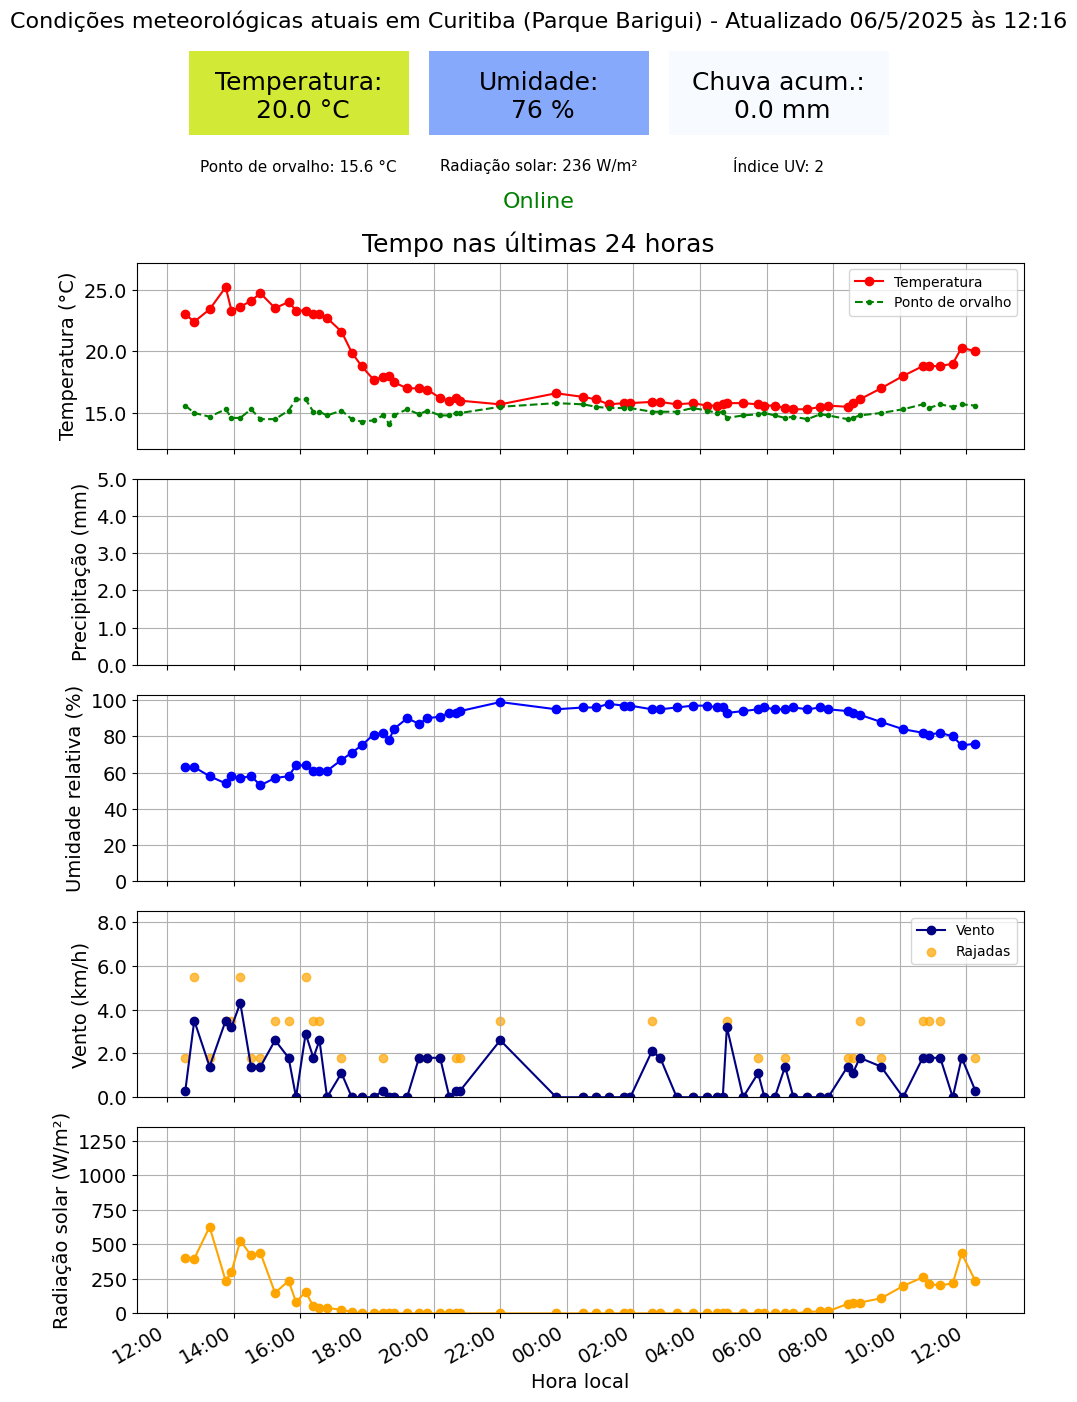 Condições meteorológicas atuais em Curitiba (Parque Barigui) - Atualizado 06/5/2025 às 12:16
Temperatura:
20.0 °C
Umidade:
76 %
Chuva acum.:
0.0 mm
Ponto de orvalho: 15.6 °C
Radiação solar: 236 W/m²
Índice UV: 2
Online
Tempo nas últimas 24 horas
Temperatura (°C)
25.0
20.0
15.0
Temperatura
Ponto de orvalho
Precipitação (mm)
5.0
4.0
3.0
2.0
1.0
0.0
Umidade relativa (%)
100
80
60
40
20
0
Vento (km/h)
8.0
6.0
4.0
2.0
0.0
Vento
Rajadas
Radiação solar (W/m²)
1250
1000
750
500
250
0
12:00
14:00
16:00
18:00
20:00
22:00
00:00
02:00
04:00
06:00
08:00
10:00
12:00
Hora local